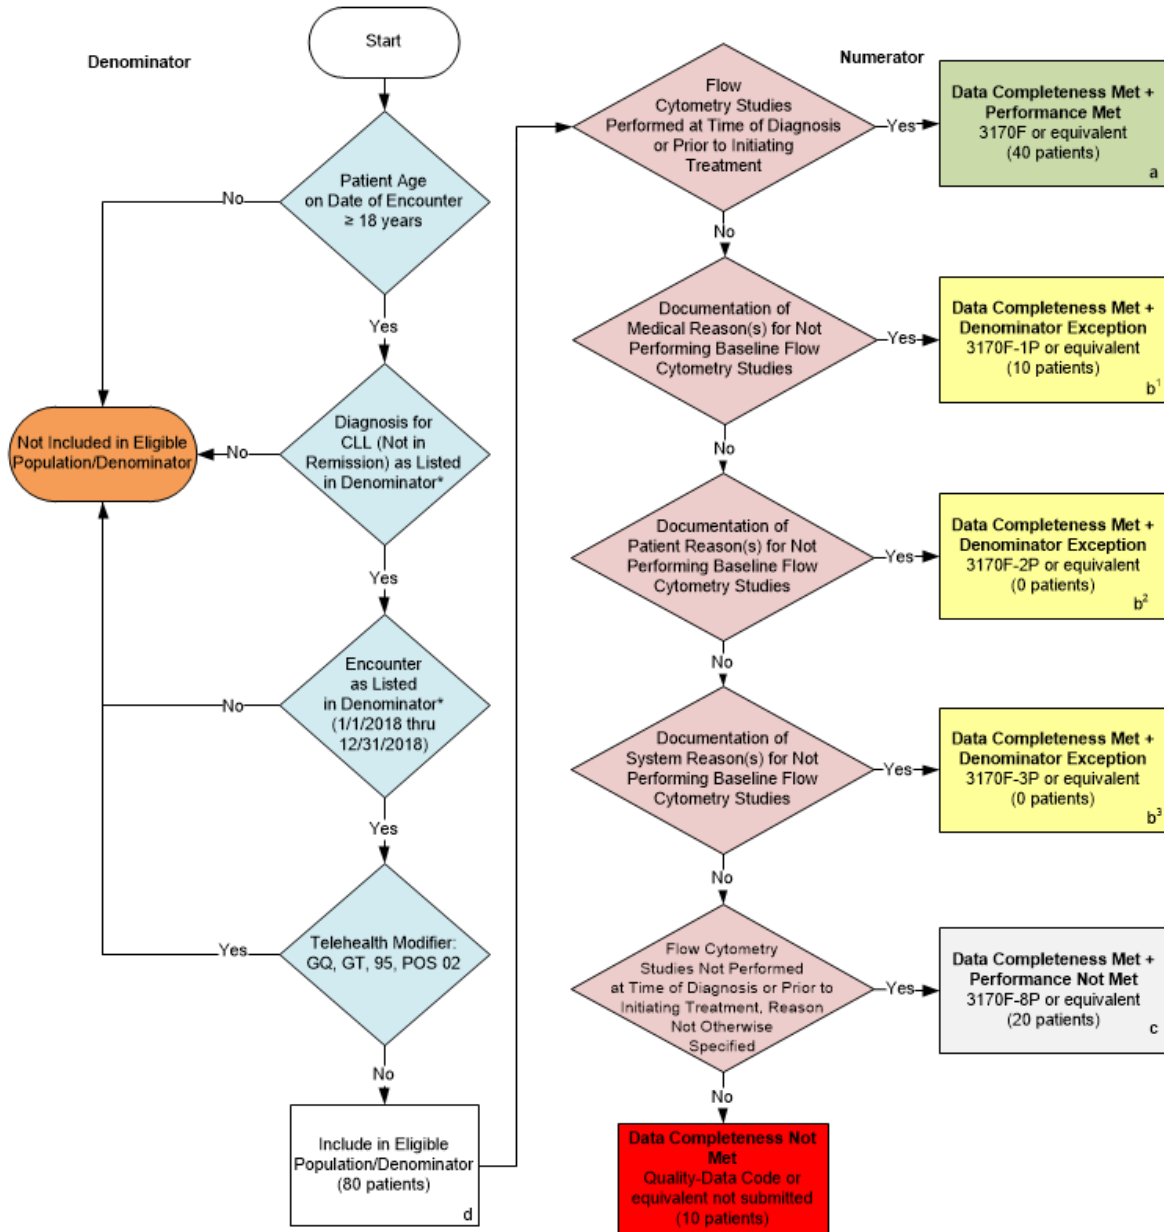 Start
Denominator
Patient Age
on Date of Encounter
≥ 18 years
No
Yes
Diagnosis for
CLL (Not in
Remission) as Listed
in Denominator*
No
Not Included in Eligible
Population/Denominator
Yes
Encounter
as Listed
in Denominator*
(1/1/2018 thru
12/31/2018)
No
Yes
Telehealth Modifier:
GQ, GT, 95, POS 02
Yes
No
Include in Eligible
Population/Denominator
(80 patients)
d
Numerator
Flow
Cytometry Studies
Performed at Time of Diagnosis
or Prior to Initiating
Treatment
Yes
Data Completeness Met +
Performance Met
3170F or equivalent
(40 patients)
a
No
Documentation of
Medical Reason(s) for Not
Performing Baseline Flow
Cytometry Studies
Yes
Data Completeness Met +
Denominator Exception
3170F-1P or equivalent
(10 patients)
b¹
No
Documentation of
Patient Reason(s) for Not
Performing Baseline Flow
Cytometry Studies
Yes
Data Completeness Met +
Denominator Exception
3170F-2P or equivalent
(0 patients)
b²
No
Documentation of
System Reason(s) for Not
Performing Baseline Flow
Cytometry Studies
Yes
Data Completeness Met +
Denominator Exception
3170F-3P or equivalent
(0 patients)
b³
No
Flow Cytometry
Studies Not Performed
at Time of Diagnosis or Prior to
Initiating Treatment, Reason
Not Otherwise
Specified
Yes
Data Completeness Met +
Performance Not Met
3170F-8P or equivalent
(20 patients)
c
No
Data Completeness Not
Met
Quality-Data Code or
equivalent not submitted
(10 patients)